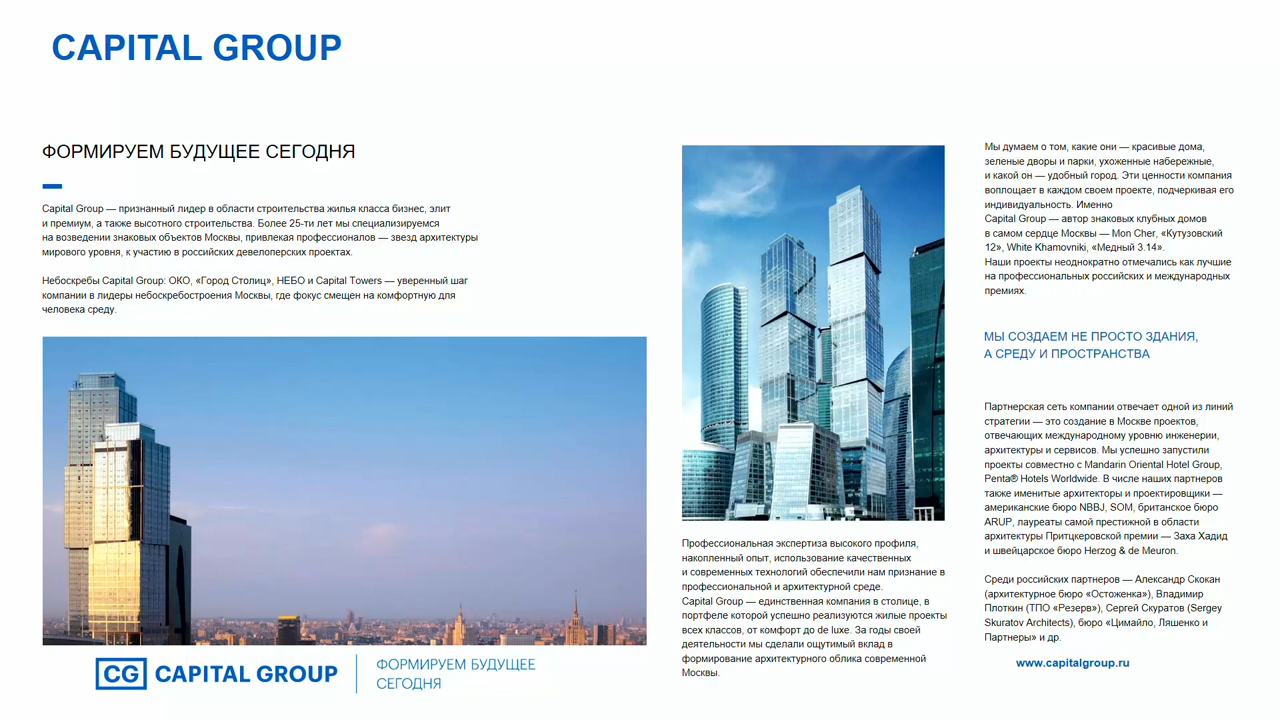 CAPITAL GROUP
ФОРМИРУЕМ БУДУЩЕЕ СЕГОДНЯ
Capital Group — признанный лидер в области строительства жилья класса бизнес, элит
и премиум, а также высотного строительства. Более 25-ти лет мы специализируемся
на возведении знаковых объектов Москвы, привлекая профессионалов — звезд архитектуры
мирового уровня, к участию в российских девелоперских проектах.
Небоскребы Capital Group: ОКО, «Город Столиц», НЕБО и Capital Towers — уверенный шаг
компании в лидеры небоскребостроения Москвы, где фокус смещен на комфортную для
человека среду.
CG CAPITAL GROUP
ФОРМИРУЕМ БУДУЩЕЕ
СЕГОДНЯ
Профессиональная экспертиза высокого профиля,
накопленный опыт, использование качественных
и современных технологий обеспечили нам признание в
профессиональной и архитектурной среде.
Capital Group — единственная компания в столице, в
портфеле которой успешно реализуются жилые проекты
всех классов, от комфорт до de luxe. За годы своей
деятельности мы сделали ощутимый вклад в
формирование архитектурного облика современной
Москвы.
Мы думаем о том, какие они — красивые дома,
зеленые дворы и парки, ухоженные набережные,
и какой он — удобный город. Эти ценности компания
воплощает в каждом своем проекте, подчеркивая его
индивидуальность. Именно
Capital Group — автор знаковых клубных домов
в самом сердце Москвы — Mon Cher, «Кутузовский
12», White Khamovniki, «Медный 3.14».
Наши проекты неоднократно отмечались как лучшие
на профессиональных российских и международных
премиях.
МЫ СОЗДАЕМ НЕ ПРОСТО ЗДАНИЯ,
А СРЕДУ И ПРОСТРАНСТВА
Партнерская сеть компании отвечает одной из линий
стратегии — это создание в Москве проектов,
отвечающих международному уровню инженерии,
архитектуры и сервисов. Мы успешно запустили
проекты совместно с Mandarin Oriental Hotel Group,
Penta® Hotels Worldwide. В числе наших партнеров
также именитые архитекторы и проектировщики —
американские бюро NBBJ, SOM, британское бюро
ARUP, лауреаты самой престижной в области
архитектуры Притцкеровской премии — Заха Хадид
и швейцарское бюро Herzog & de Meuron.
Среди российских партнеров — Александр Скокан
(архитектурное бюро «Остоженка»), Владимир
Плоткин (ТПО «Резерв»), Сергей Скуратов (Sergey
Skuratov Architects), бюро «Цимайло, Ляшенко и
Партнеры» и др.
www.capitalgroup.ru